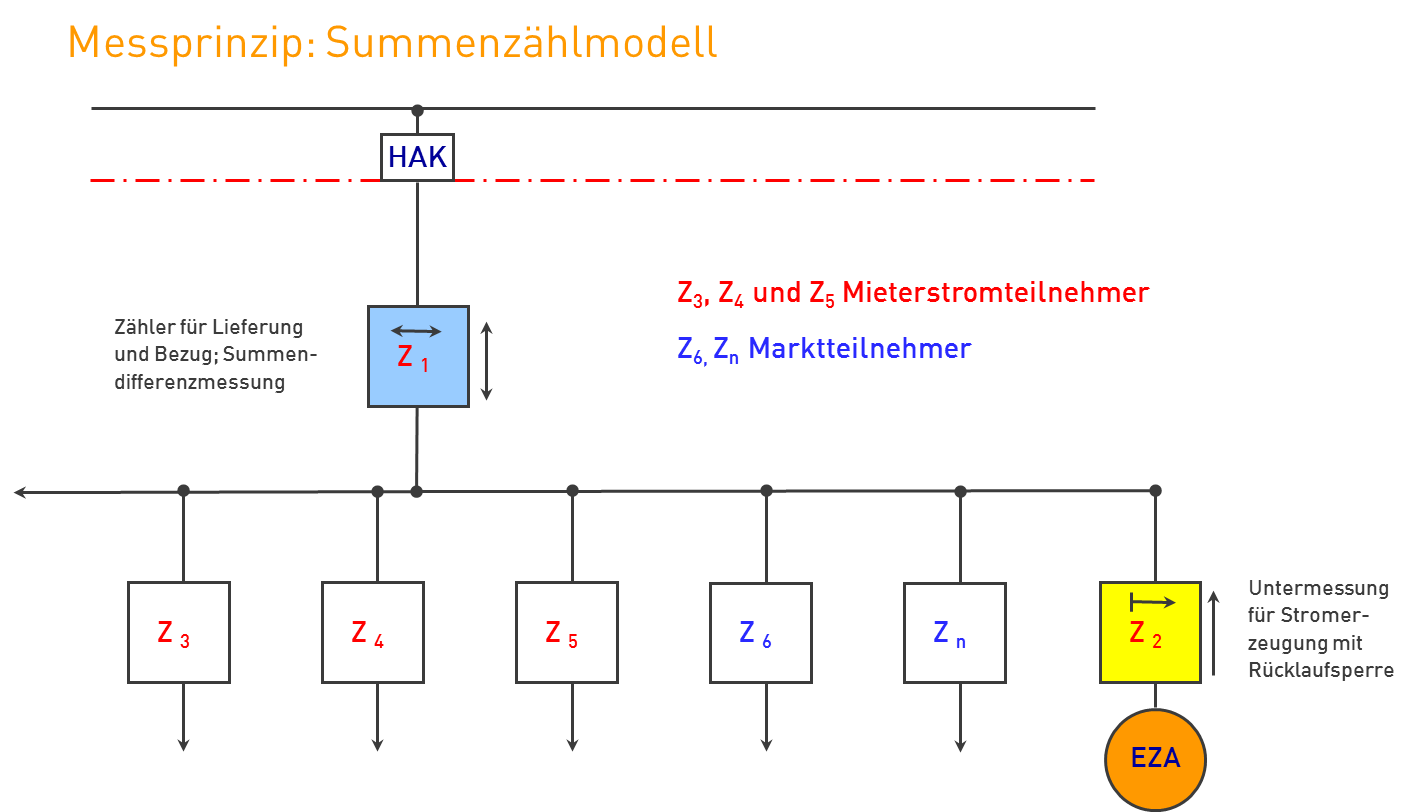 Messprinzip: Summenzählmodell
HAK
Z3, Z4 und Z5 Mieterstromteilnehmer
Zähler für Lieferung
und Bezug; Summen-
differenzmessung
Z 1
Z6, Zn Marktteilnehmer
Z 3
Z 4
Z 5
Z 6
Z n
Z 2
Untermessung
für Stromer-
zeugung mit
Rücklaufsperre
EZA